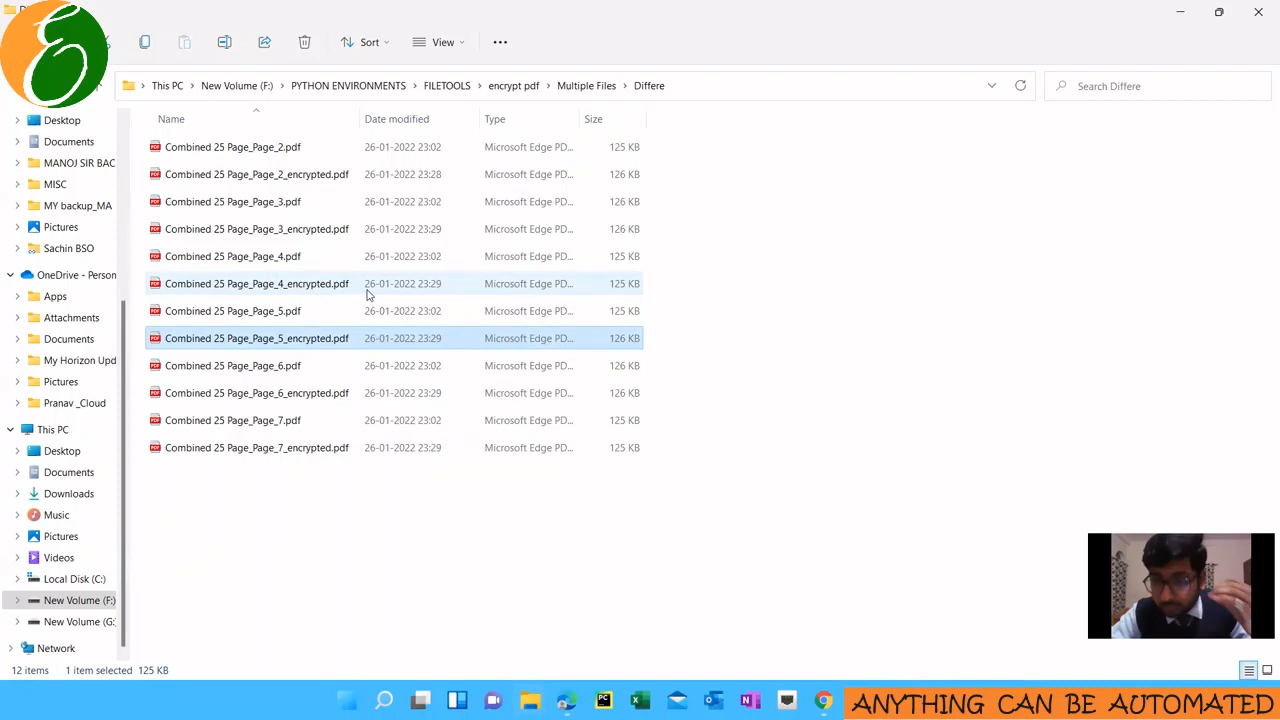 Sort
View
This PC
New Volume (F:)
PYTHON ENVIRONMENTS
FILETOOLS
encrypt pdf
Multiple Files
Differe
Search Differe
Name Date modified Type Size
Combined 25 Page_Page_2.pdf 26-01-2022 23:02 Microsoft Edge PD... 125 KB
Combined 25 Page_Page_2_encrypted.pdf 26-01-2022 23:28 Microsoft Edge PD... 126 KB
Combined 25 Page_Page_3.pdf 26-01-2022 23:02 Microsoft Edge PD... 125 KB
Combined 25 Page_Page_3_encrypted.pdf 26-01-2022 23:29 Microsoft Edge PD... 126 KB
Combined 25 Page_Page_4.pdf 26-01-2022 23:02 Microsoft Edge PD... 125 KB
Combined 25 Page_Page_4_encrypted.pdf 26-01-2022 23:29 Microsoft Edge PD... 125 KB
Combined 25 Page_Page_5.pdf 26-01-2022 23:02 Microsoft Edge PD... 125 KB
Combined 25 Page_Page_5_encrypted.pdf 26-01-2022 23:29 Microsoft Edge PD... 126 KB
Combined 25 Page_Page_6.pdf 26-01-2022 23:02 Microsoft Edge PD... 126 KB
Combined 25 Page_Page_6_encrypted.pdf 26-01-2022 23:29 Microsoft Edge PD... 126 KB
Combined 25 Page_Page_7.pdf 26-01-2022 23:02 Microsoft Edge PD... 125 KB
Combined 25 Page_Page_7_encrypted.pdf 26-01-2022 23:29 Microsoft Edge PD... 125 KB
Desktop
Documents
MANOJ SIR BAC
MISC
MY backup_MA
Pictures
Sachin BSO
OneDrive - Person
Apps
Attachments
Documents
My Horizon Upd
Pictures
Pranav _Cloud
This PC
Desktop
Documents
Downloads
Music
Pictures
Videos
Local Disk (C:)
New Volume (F:)
New Volume (G:
Network
12 items 1 item selected 125 KB
ANYTHING CAN BE AUTOMATED